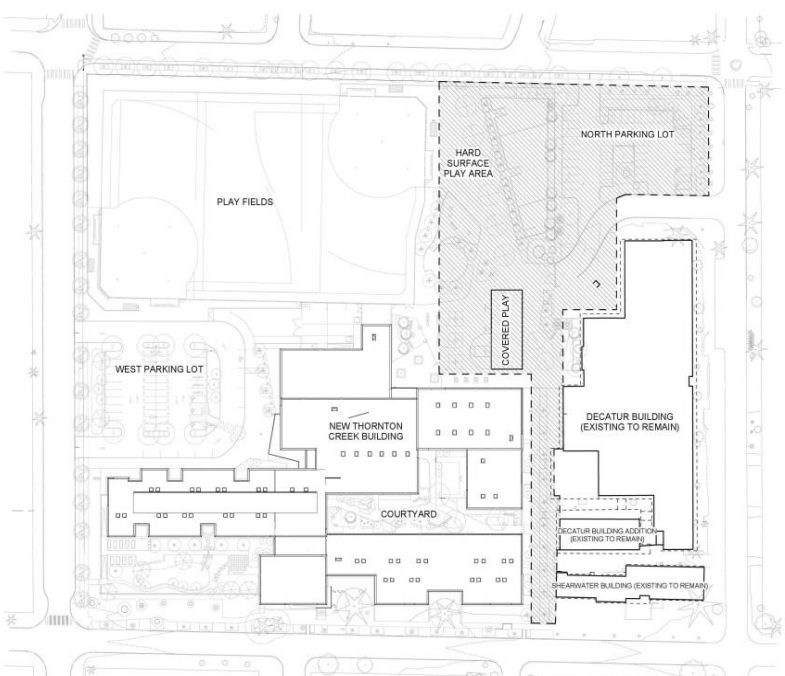 NORTH PARKING LOT
HARD
SURFACE
PLAY AREA
PLAY FIELDS
COVERED PLAY
WEST PARKING LOT
NEW THORNTON
CREEK BUILDING
DECATUR BUILDING
(EXISTING TO REMAIN)
COURTYARD
DECATUR BUILDING ADDITION
(EXISTING TO REMAIN)
SHEARWATER BUILDING (EXISTING TO REMAIN)